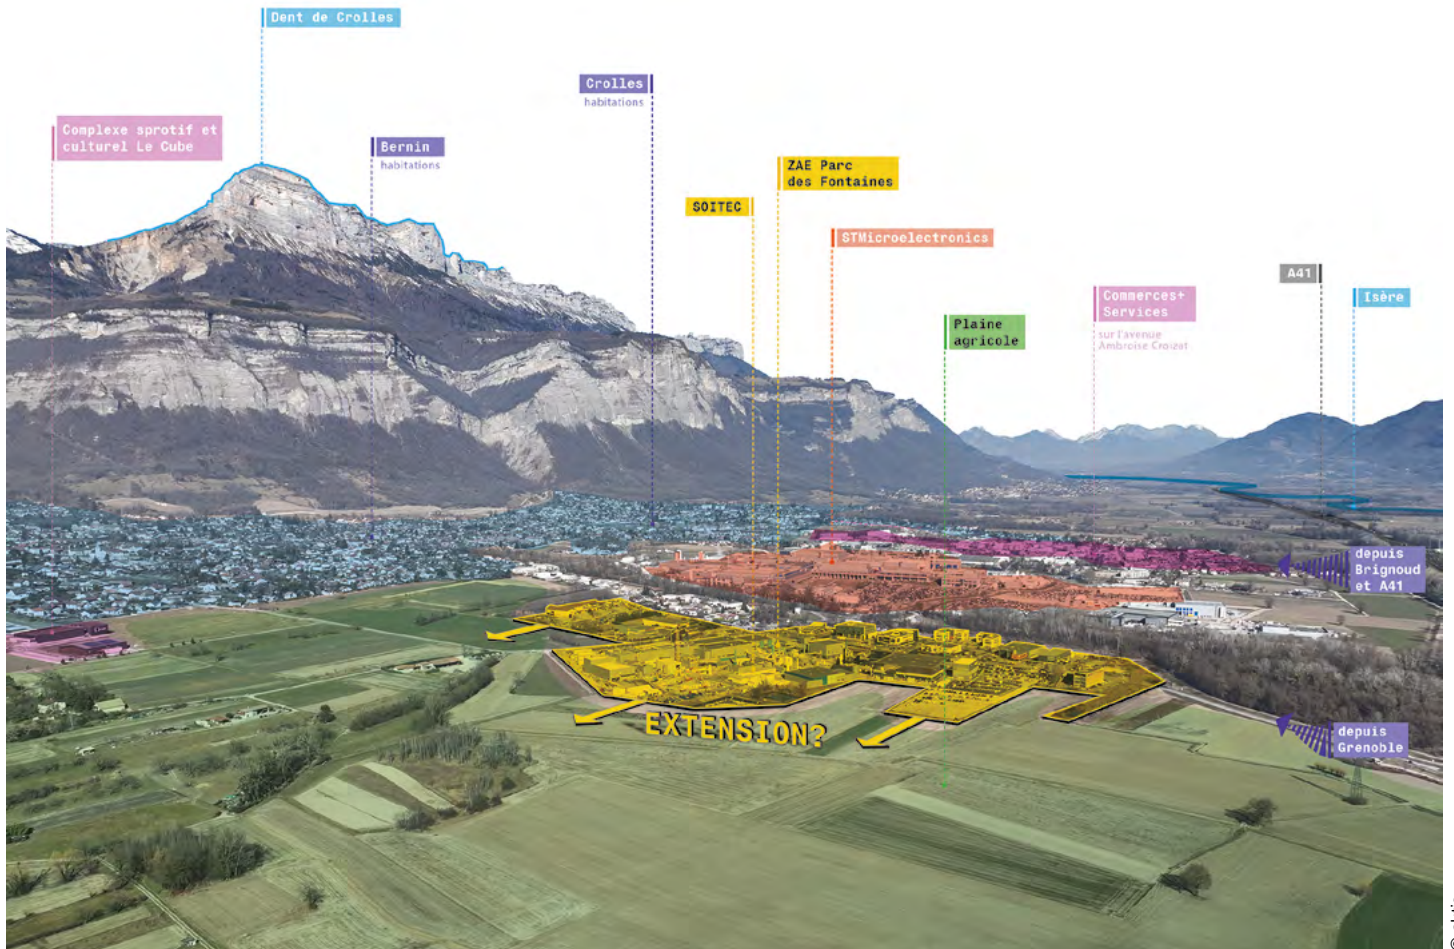 Dent de Crolles
Crolles
habitations
Complexe sprotif et
culturel Le Cube
Bernin
habitations
ZAE Parc
des Fontaines
SOITEC
STMicroelectronics
A41
Isère
Commerces+
Services
sur l'avenue
Ambroise Croizat
Plaine
agricole
depuis
Brignoud
et A41
EXTENSION?
depuis
Grenoble